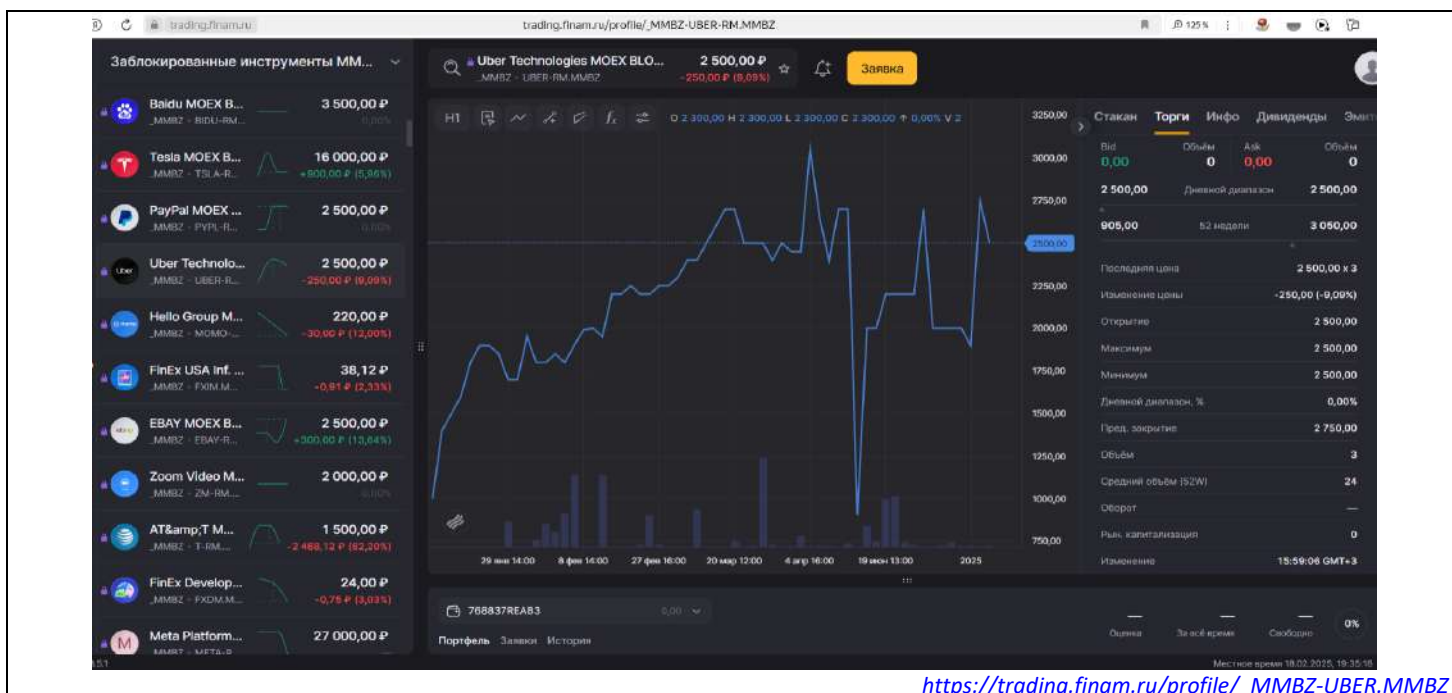 trading.finam.ru
trading.finam.ru/profile/_MMBZ-UBER-RM.MMBZ
125 %
Заблокированные инструменты ММ...
Baidu MOEX B...
3 500,00 ₽
_MMBZ - BIDU-RM...
0,00%
Tesla MOEX B...
16 000,00 ₽
_MMBZ - TSLA-R...
+900,00 ₽ (5,96%)
PayPal MOEX ...
2 500,00 ₽
_MMBZ - PYPL-R...
0,00%
Uber Technolo...
2 500,00 ₽
_MMBZ - UBER-R...
-250,00 ₽ (9,09%)
Hello Group M...
220,00 ₽
_MMBZ - MOMO-...
-30,00 ₽ (12,00%)
FinEx USA Inf. ...
38,12 ₽
_MMBZ - FXIM.M...
-0,91 ₽ (2,33%)
EBAY MOEX B...
2 500,00 ₽
_MMBZ - EBAY-R...
+300,00 ₽ (13,64%)
Zoom Video M...
2 000,00 ₽
_MMBZ - ZM-RM....
0,00%
AT&amp;T M...
1 500,00 ₽
_MMBZ - T-RM....
-2 468,12 ₽ (62,20%)
FinEx Develop...
24,00 ₽
_MMBZ - FXDM.M...
-0,75 ₽ (3,03%)
Meta Platform...
27 000,00 ₽
Uber Technologies MOEX BLO...
2 500,00 ₽
_MMBZ - UBER-RM.MMBZ
-250,00 ₽ (9,09%)
Заявка
H1
O 2 300,00 H 2 300,00 L 2 300,00 C 2 300,00 ↑ 0,00% V 2
3250,00
3000,00
2750,00
2500,00
2250,00
2000,00
1750,00
1500,00
1250,00
1000,00
750,00
29 янв 14:00 8 фев 14:00 27 фев 16:00 20 мар 12:00 4 апр 16:00 19 июн 13:00 2025
Стакан Торги Инфо Дивиденды Эмит
Bid Объём Ask Объём
0,00 0 0,00 0
2 500,00 Дневной диапазон 2 500,00
905,00 52 недели 3 050,00
Последняя цена 2 500,00 x 3
Изменение цены -250,00 (-9,09%)
Открытие 2 500,00
Максимум 2 500,00
Минимум 2 500,00
Дневной диапазон, % 0,00%
Пред. закрытие 2 750,00
Объём 3
Средний объём (52W) 24
Оборот —
Рын. капитализация 0
Изменение 15:59:06 GMT+3
768837REA83 0,00
Портфель Заявки История
Оценка За всё время Свободно 0%
Местное время 18.02.2025, 19:35:16
https://trading.finam.ru/profile/_MMBZ-UBER.MMBZ